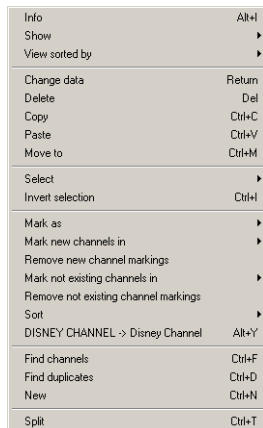 Info Alt+I
Show
View sorted by
Change data Return
Delete Del
Copy Ctrl+C
Paste Ctrl+V
Move to Ctrl+M
Select
Invert selection Ctrl+I
Mark as
Mark new channels in
Remove new channel markings
Mark not existing channels in
Remove not existing channel markings
Sort
DISNEY CHANNEL -> Disney Channel Alt+Y
Find channels Ctrl+F
Find duplicates Ctrl+D
New Ctrl+N
Split Ctrl+T